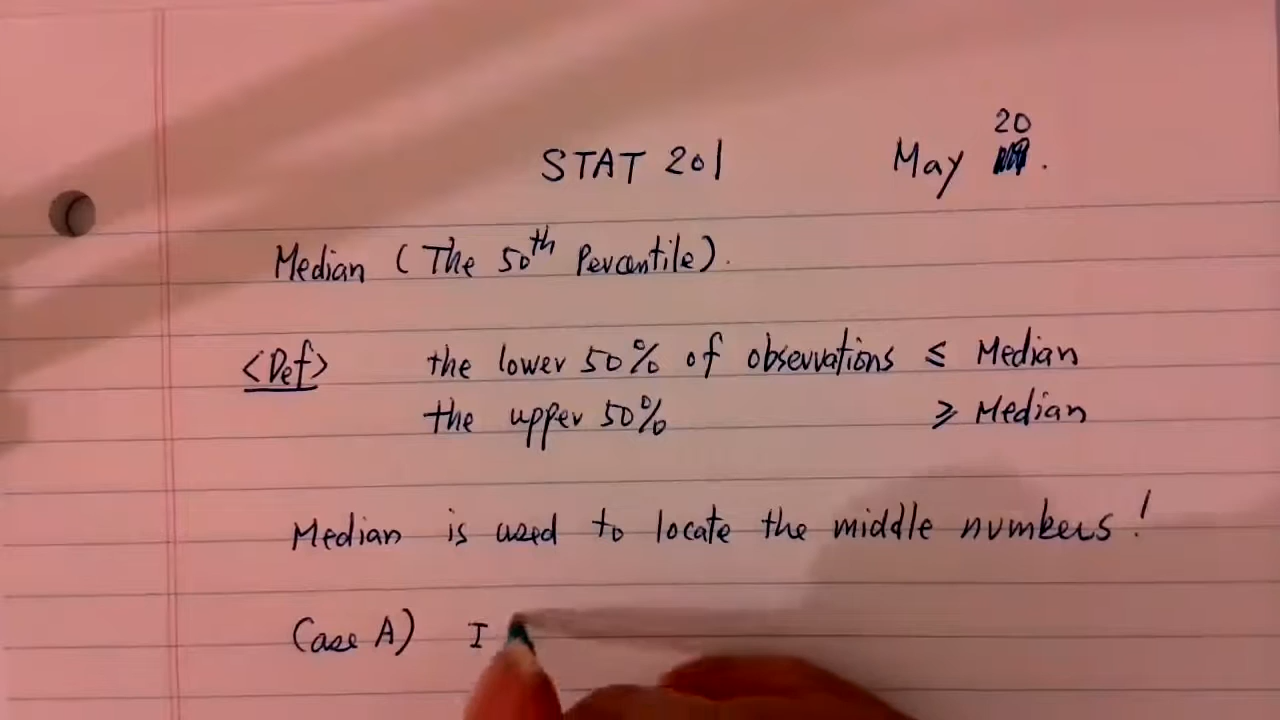 STAT 201 May 20.
Median (The 50th Percentile).
<Def> the lower 50% of observations ≤ Median
the upper 50% ≥ Median
Median is used to locate the middle numbers!
(Case A) I